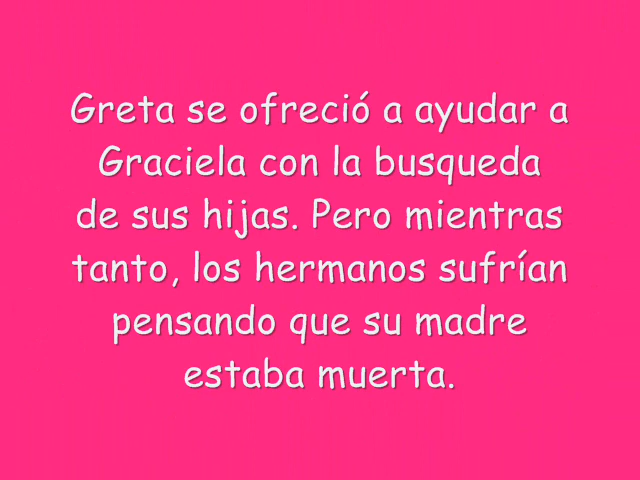 Greta se ofreció a ayudar a
Graciela con la busqueda
de sus hijas. Pero mientras
tanto, los hermanos sufrían
pensando que su madre
estaba muerta.